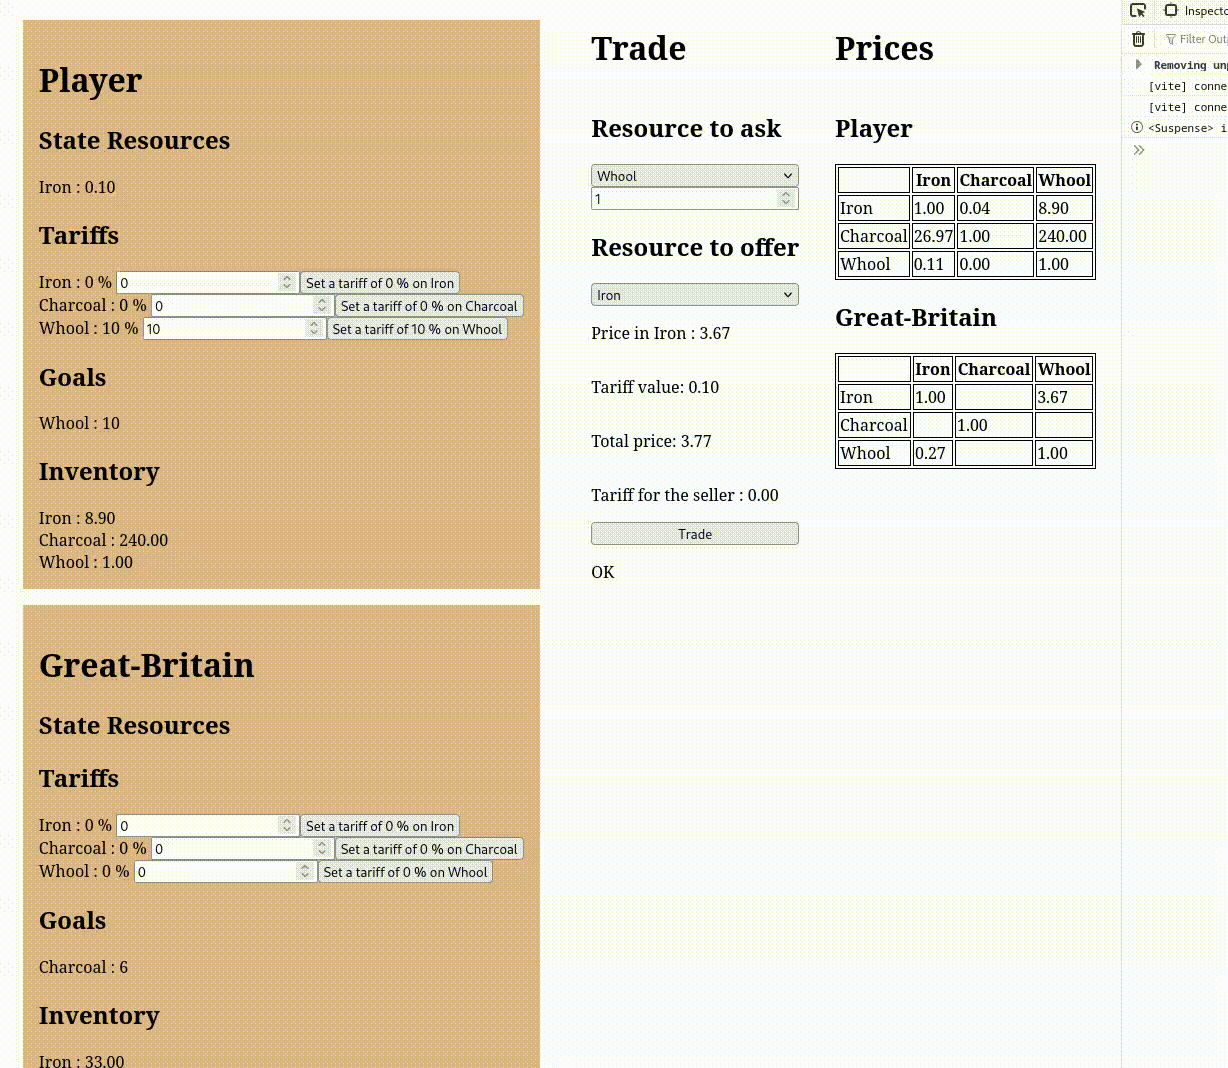 Player
State Resources
Iron : 0.10
Tariffs
Iron : 0 % 0 Set a tariff of 0 % on Iron
Charcoal : 0 % 0 Set a tariff of 0 % on Charcoal
Whool : 10 % 10 Set a tariff of 10 % on Whool
Goals
Whool : 10
Inventory
Iron : 8.90
Charcoal : 240.00
Whool : 1.00
Great-Britain
State Resources
Tariffs
Iron : 0 % 0 Set a tariff of 0 % on Iron
Charcoal : 0 % 0 Set a tariff of 0 % on Charcoal
Whool : 0 % 0 Set a tariff of 0 % on Whool
Goals
Charcoal : 6
Inventory
Iron : 33.00
Trade
Resource to ask
Whool
1
Resource to offer
Iron
Price in Iron : 3.67
Tariff value: 0.10
Total price: 3.77
Tariff for the seller : 0.00
Trade
OK
Prices
Player
Iron Charcoal Whool
Iron 1.00 0.04 8.90
Charcoal 26.97 1.00 240.00
Whool 0.11 0.00 1.00
Great-Britain
Iron Charcoal Whool
Iron 1.00 3.67
Charcoal 1.00
Whool 0.27 1.00
Inspecto
Filter Out
Removing unp
[vite] conne
[vite] conne
<Suspense> i